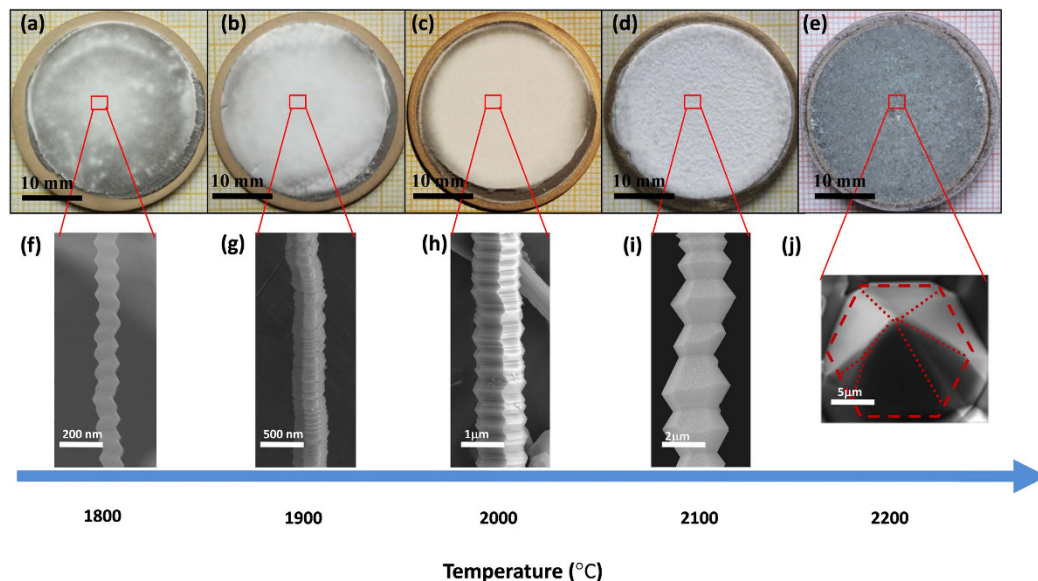 (a)
(b)
(c)
(d)
(e)
10 mm
10 mm
10 mm
10 mm
10 mm
(f)
(g)
(h)
(i)
(j)
200 nm
500 nm
1μm
2μm
5μm
1800
1900
2000
2100
2200
Temperature (°C)